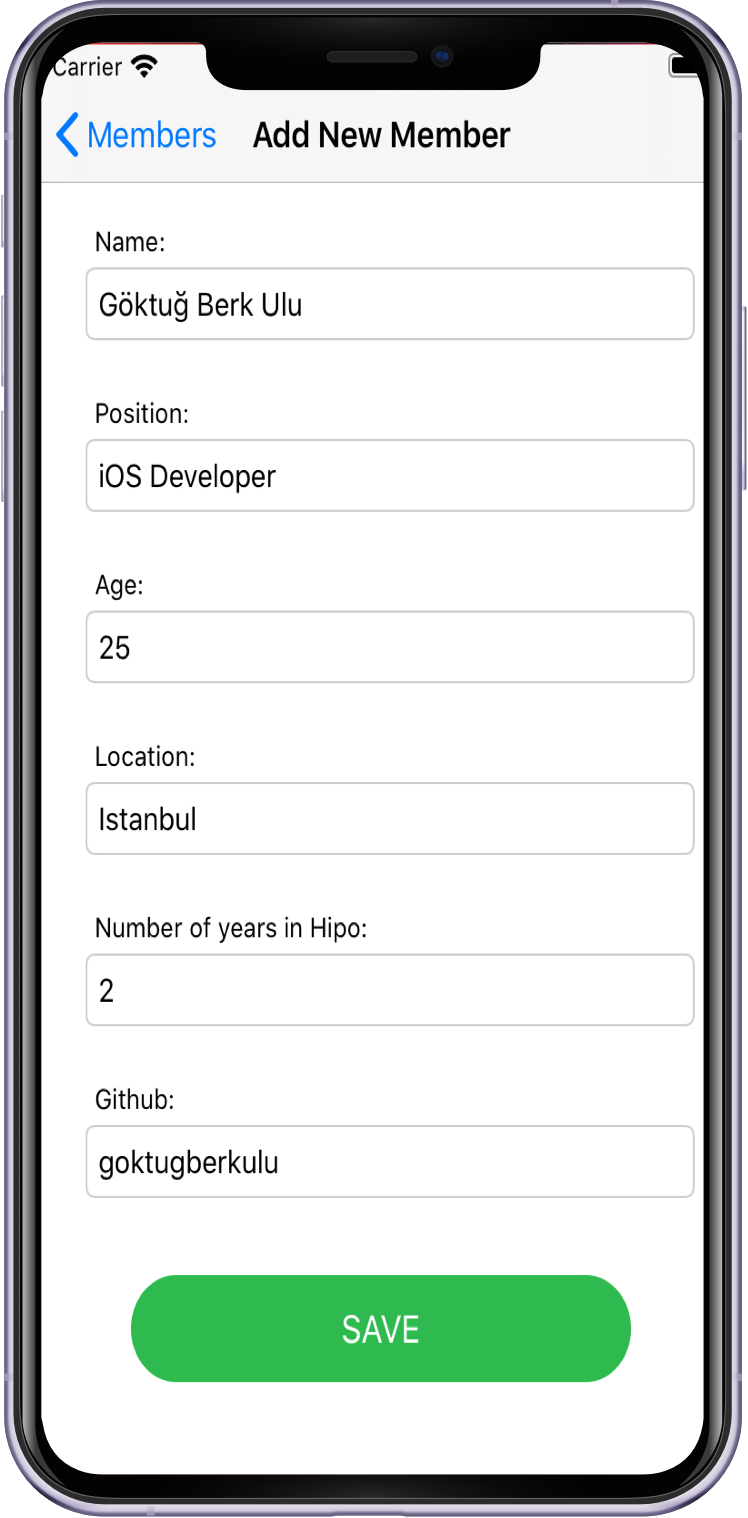 Carrier
Members Add New Member
Name:
Göktuğ Berk Ulu
Position:
iOS Developer
Age:
25
Location:
Istanbul
Number of years in Hipo:
2
Github:
goktugberkulu
SAVE